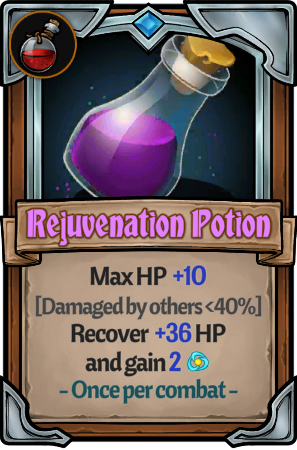 Rejuvenation Potion
Max HP +10
[Damaged by others <40%]
Recover +36 HP
and gain 2
- Once per combat -